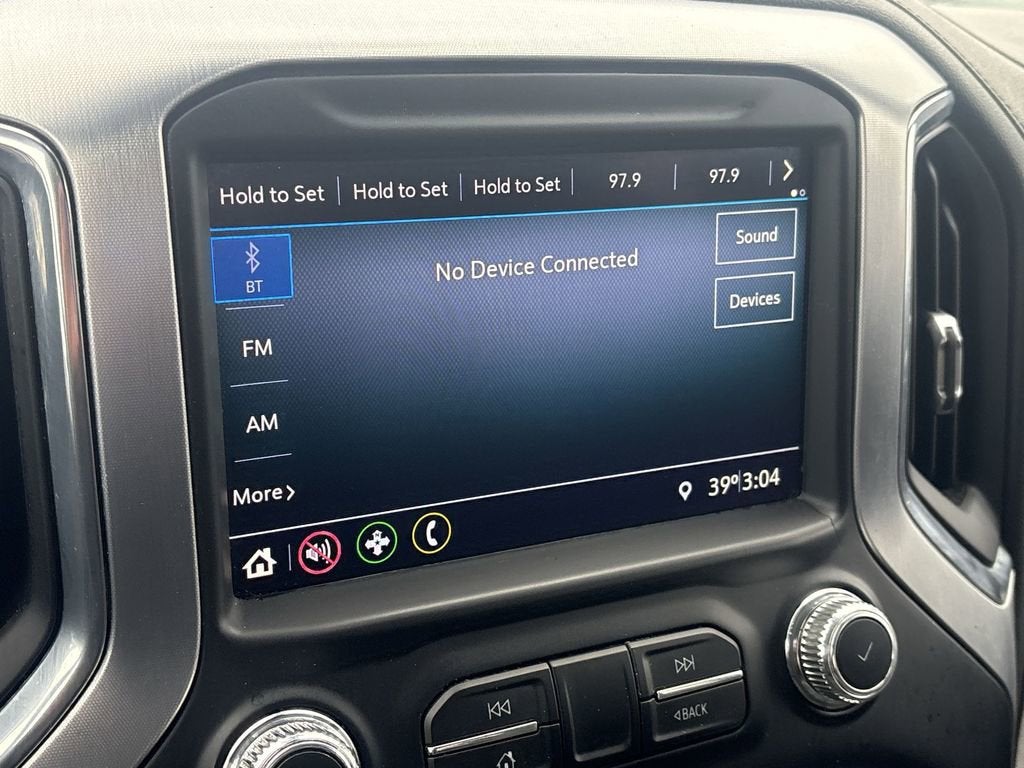 Hold to Set Hold to Set Hold to Set 97.9 97.9
Sound
BT
No Device Connected
Devices
FM
AM
More
39° 3:04
BACK